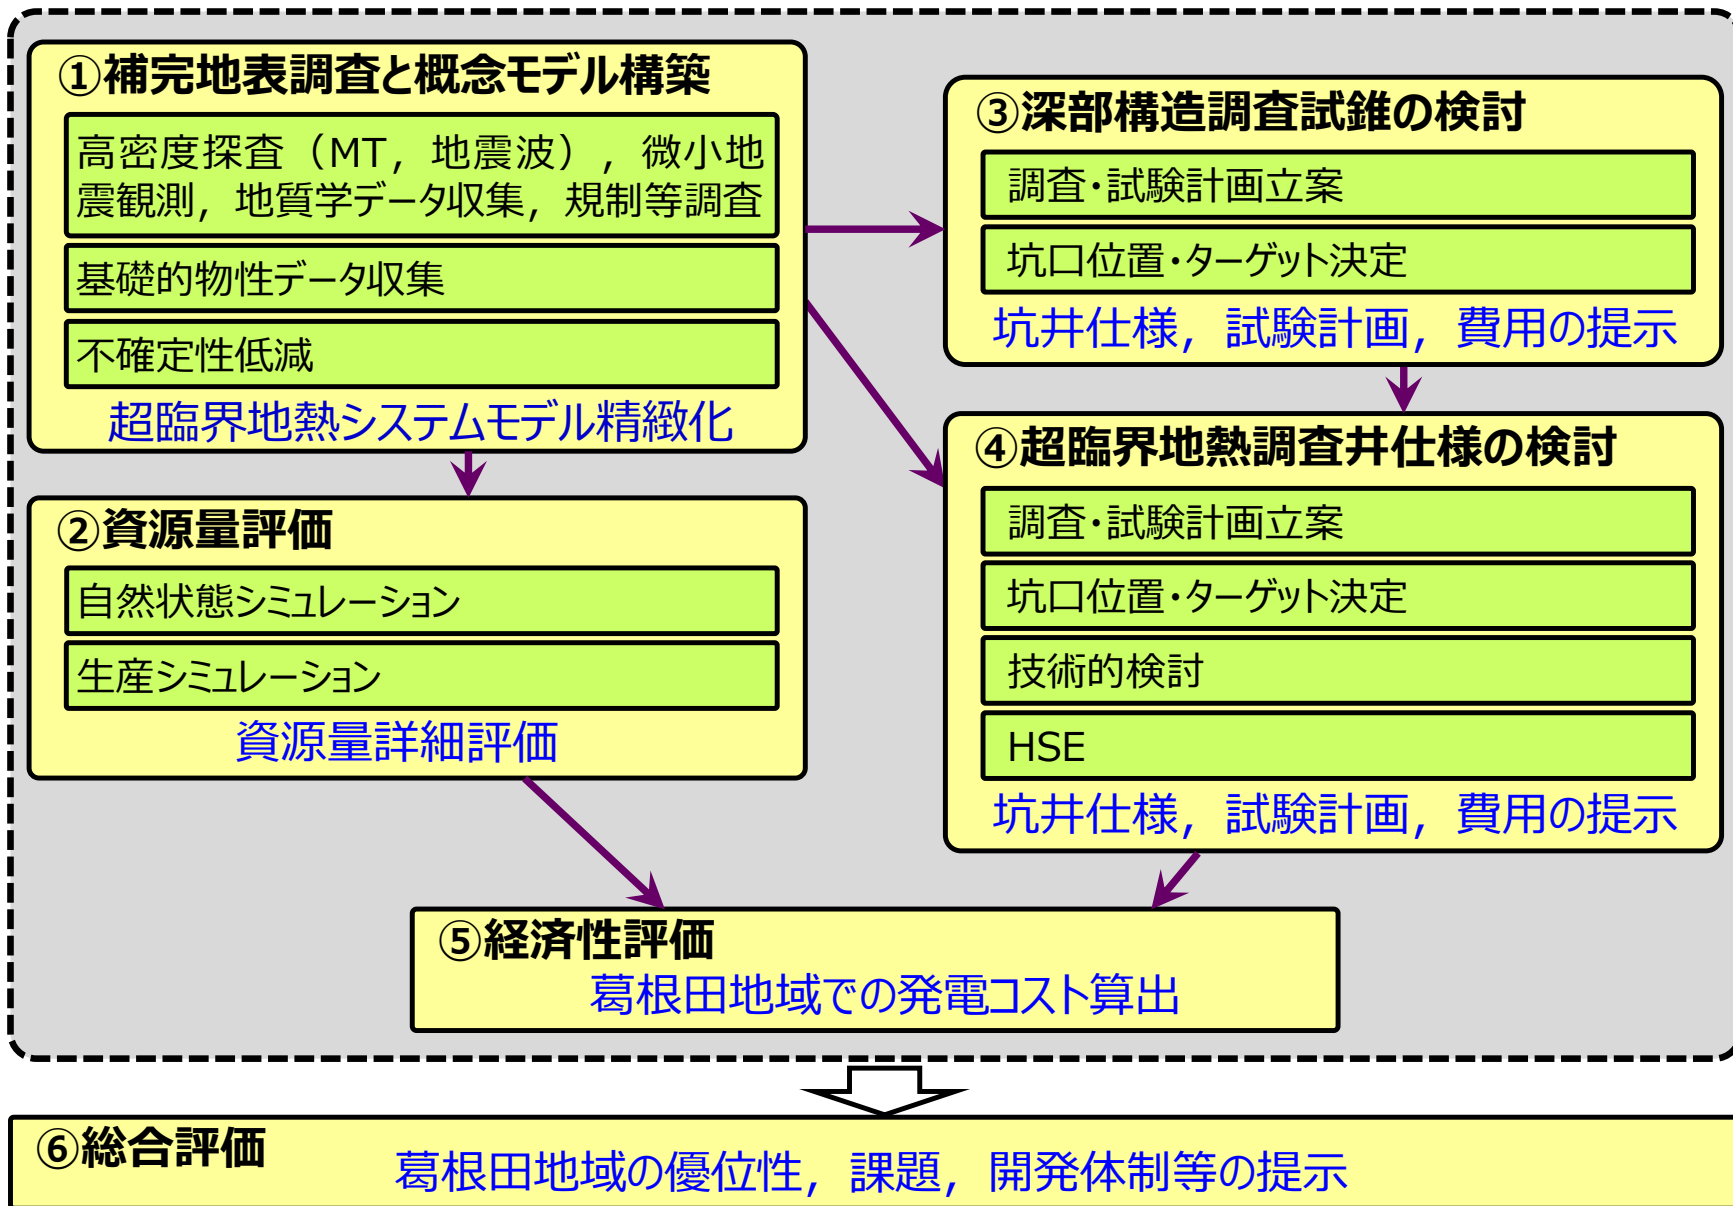 ①補完地表調査と概念モデル構築
高密度探査（MT，地震波），微小地
震観測，地質学データ収集，規制等調査
基礎的物性データ収集
不確定性低減
超臨界地熱システムモデル精緻化
②資源量評価
自然状態シミュレーション
生産シミュレーション
資源量詳細評価
③深部構造調査試錐の検討
調査・試験計画立案
坑口位置・ターゲット決定
坑井仕様，試験計画，費用の提示
④超臨界地熱調査井仕様の検討
調査・試験計画立案
坑口位置・ターゲット決定
技術的検討
HSE
坑井仕様，試験計画，費用の提示
⑤経済性評価
葛根田地域での発電コスト算出
⑥総合評価
葛根田地域の優位性，課題，開発体制等の提示